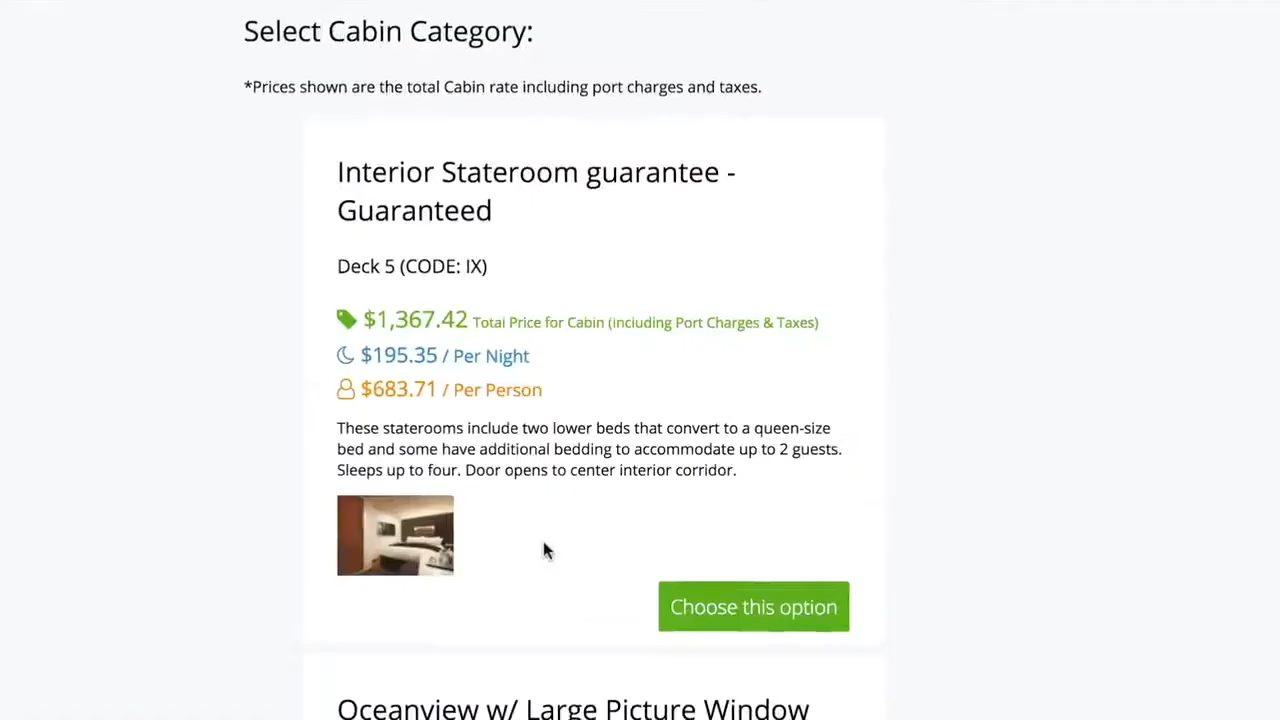 Select Cabin Category:
*Prices shown are the total Cabin rate including port charges and taxes.
Interior Stateroom guarantee -
Guaranteed
Deck 5 (CODE: IX)
$1,367.42 Total Price for Cabin (including Port Charges & Taxes)
$195.35 / Per Night
$683.71 / Per Person
These staterooms include two lower beds that convert to a queen-size
bed and some have additional bedding to accommodate up to 2 guests.
Sleeps up to four. Door opens to center interior corridor.
Choose this option
Oceanview w/ Large Picture Window